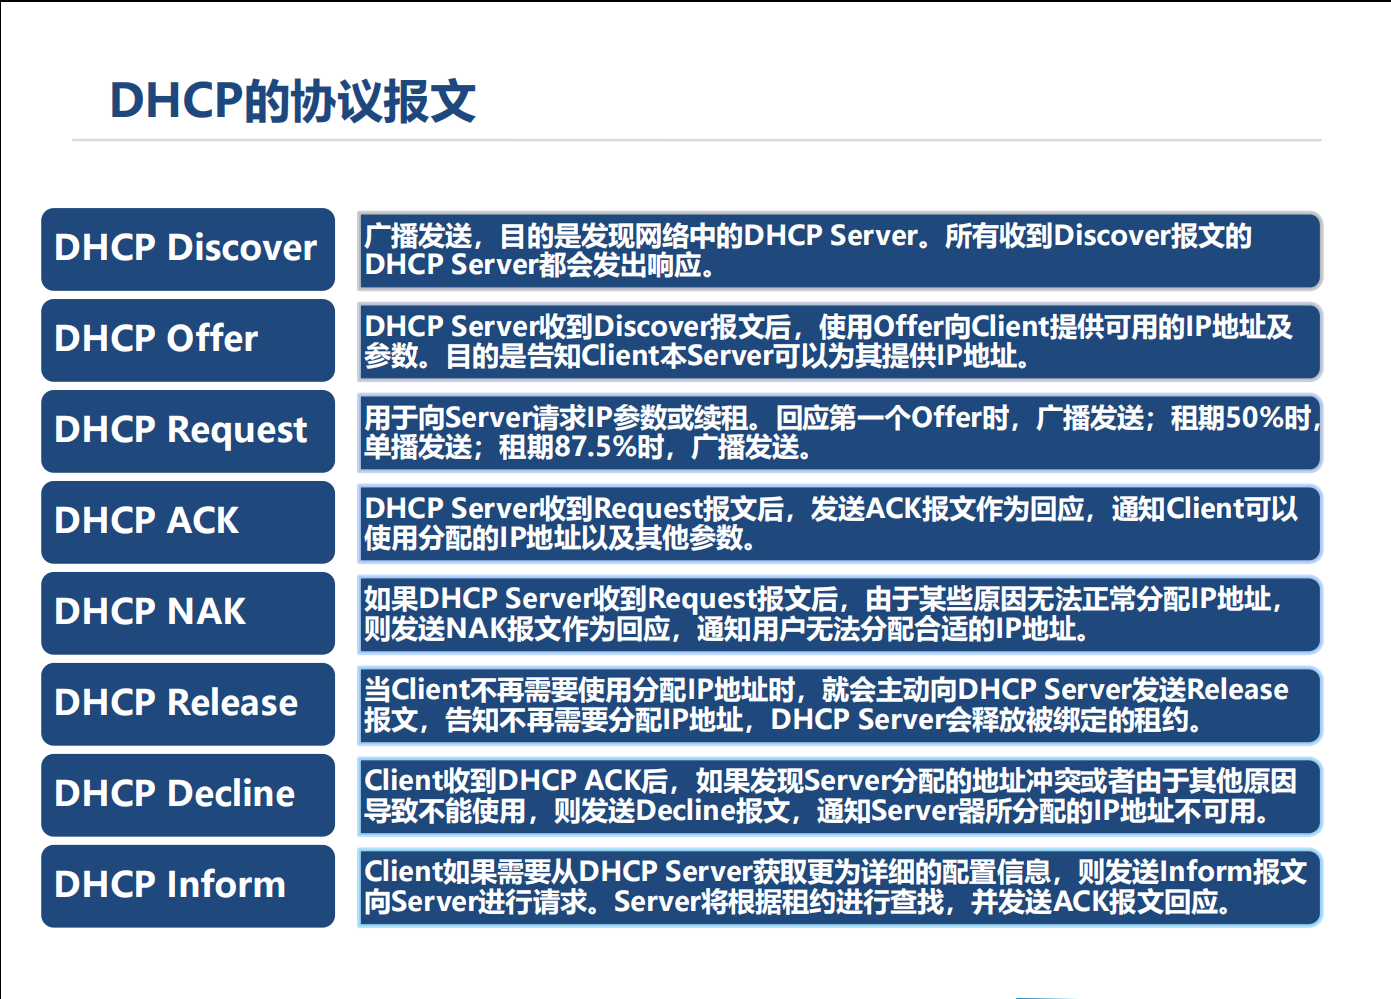 DHCP的协议报文
DHCP Discover
广播发送，目的是发现网络中的DHCP Server。所有收到Discover报文的
DHCP Server都会发出响应。
DHCP Offer
DHCP Server收到Discover报文后，使用Offer向Client提供可用的IP地址及
参数。目的是告知Client本Server可以为其提供IP地址。
DHCP Request
用于向Server请求IP参数或续租。回应第一个Offer时，广播发送；租期50%时，
单播发送；租期87.5%时，广播发送。
DHCP ACK
DHCP Server收到Request报文后，发送ACK报文作为回应，通知Client可以
使用分配的IP地址以及其他参数。
DHCP NAK
如果DHCP Server收到Request报文后，由于某些原因无法正常分配IP地址，
则发送NAK报文作为回应，通知用户无法分配合适的IP地址。
DHCP Release
当Client不再需要使用分配IP地址时，就会主动向DHCP Server发送Release
报文，告知不再需要分配IP地址，DHCP Server会释放被绑定的租约。
DHCP Decline
Client收到DHCP ACK后，如果发现Server分配的地址冲突或者由于其他原因
导致不能使用，则发送Decline报文，通知Server器所分配的IP地址不可用。
DHCP Inform
Client如果需要从DHCP Server获取更为详细的配置信息，则发送Inform报文
向Server进行请求。Server将根据租约进行查找，并发送ACK报文回应。